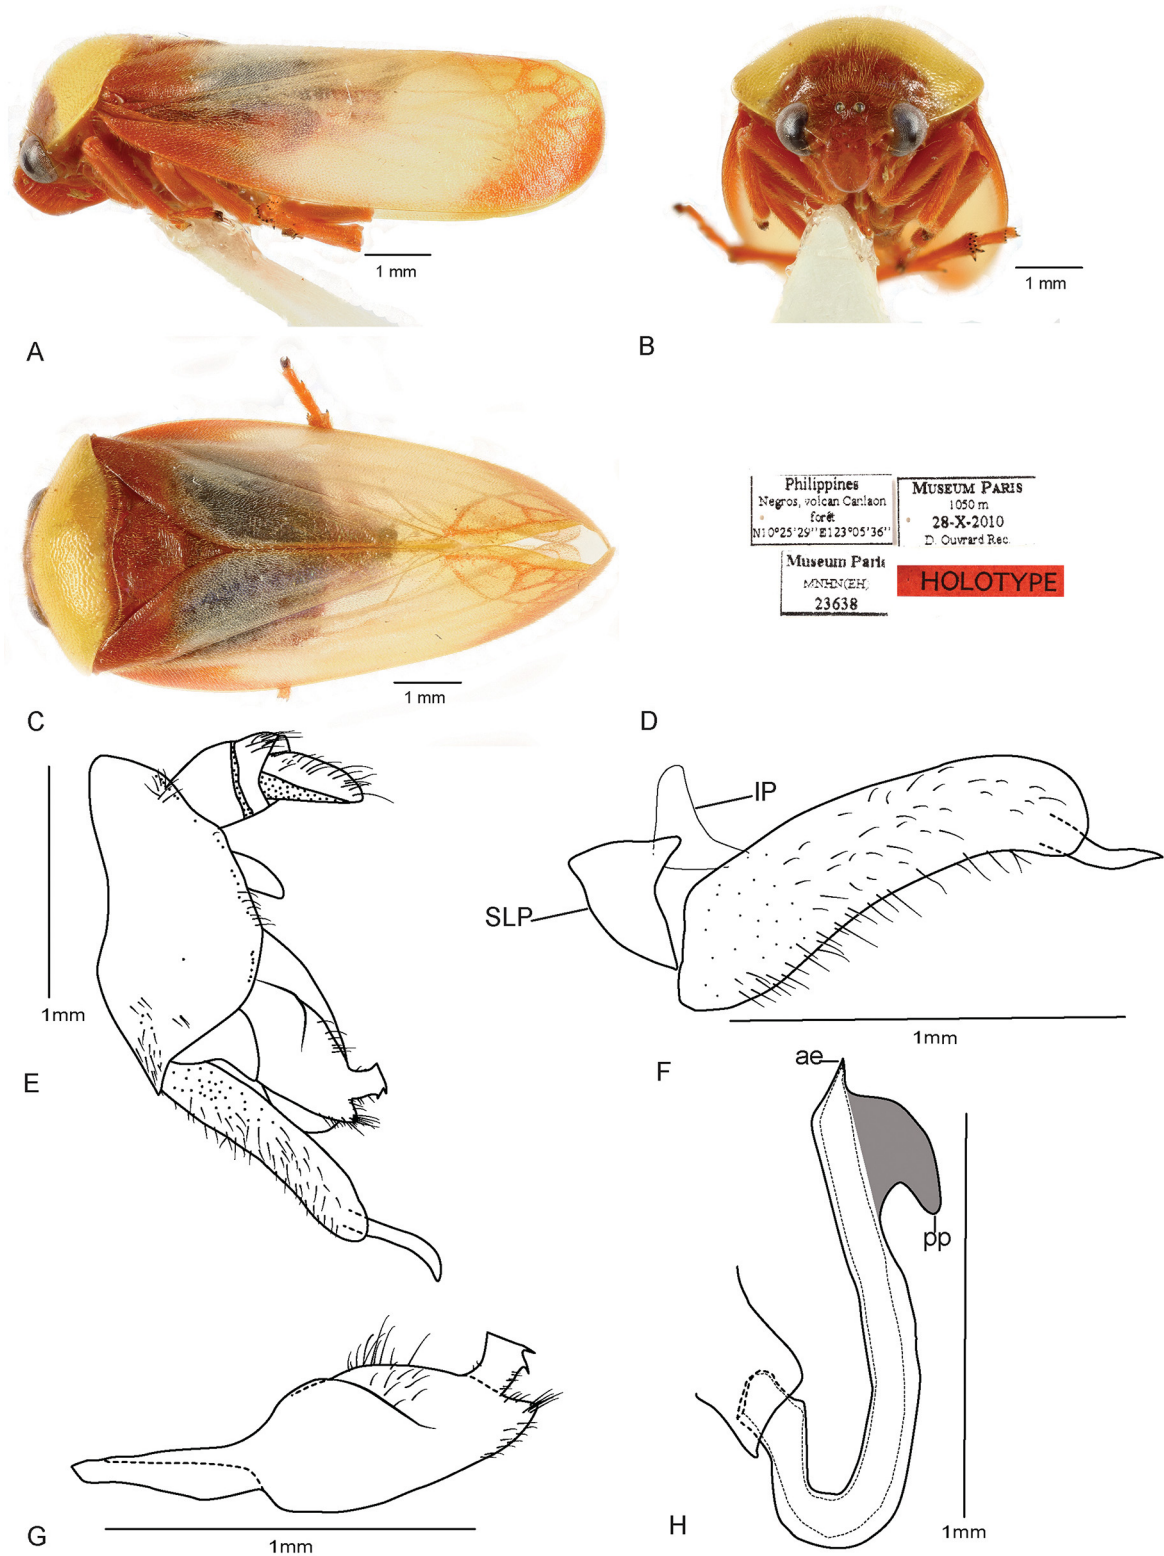 1 mm
1 mm
A
B
Philippines
Negros, volcan Canlaon
forêt
N10°25'29''E123°05'36''
MUSEUM PARIS
1050 m
28-X-2010
D. Ouvrard Rec.
Museum Paris
MNHN(EH)
23638
HOLOTYPE
1 mm
C
D
IP
SLP
1mm
1mm
E
F
ae
pp
1mm
G
1mm
H